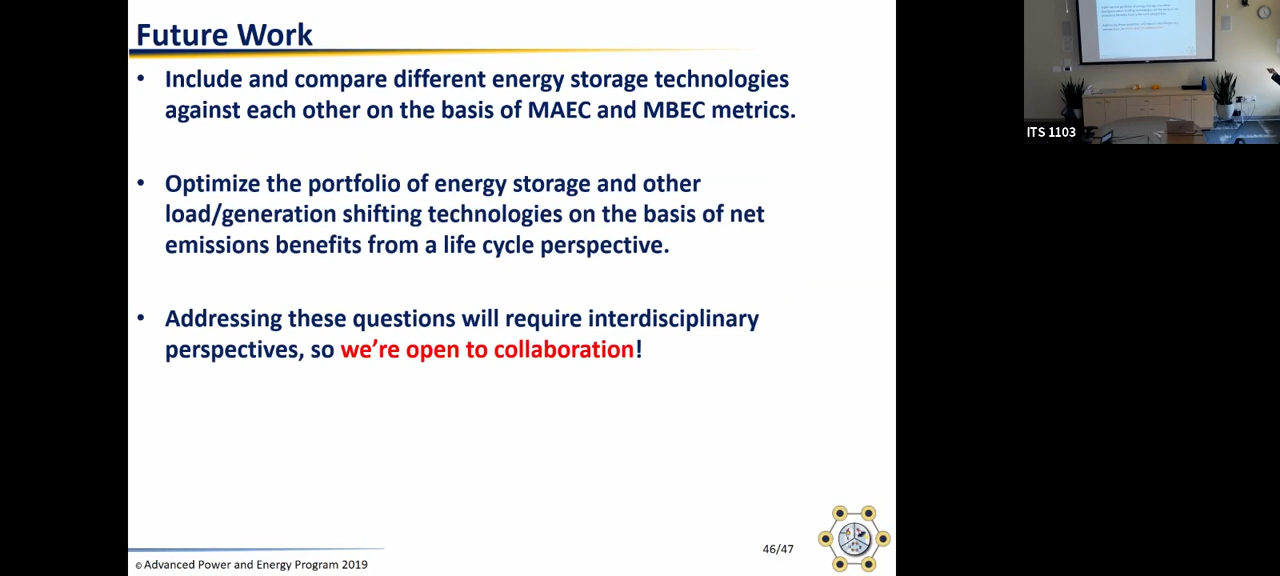 Future Work
• Include and compare different energy storage technologies
against each other on the basis of MAEC and MBEC metrics.
• Optimize the portfolio of energy storage and other
load/generation shifting technologies on the basis of net
emissions benefits from a life cycle perspective.
• Addressing these questions will require interdisciplinary
perspectives, so we're open to collaboration!
46/47
© Advanced Power and Energy Program 2019
ITS 1103